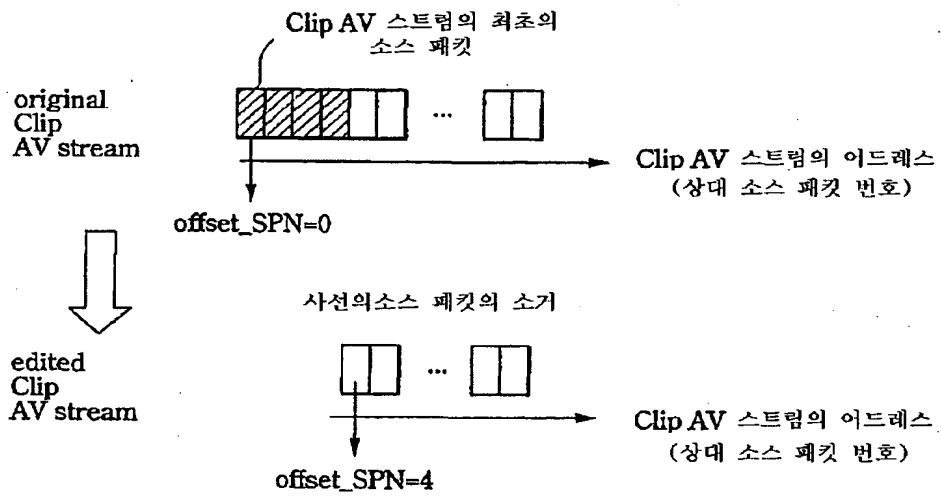 Clip AV 스트림의 최초의
소스 패킷
original
Clip
AV stream
...
Clip AV 스트림의 어드레스
(상대 소스 패킷 번호)
offset_SPN=0
사선의소스 패킷의 소거
edited
Clip
AV stream
...
Clip AV 스트림의 어드레스
(상대 소스 패킷 번호)
offset_SPN=4